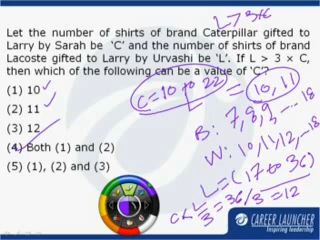 L > 3×C
Let the number of shirts of brand Caterpillar gifted to
Larry by Sarah be 'C' and the number of shirts of brand
Lacoste gifted to Larry by Urvashi be 'L'. If L > 3 × C,
then which of the following can be a value of 'C'?
(1) 10
(2) 11
(3) 12
(4) Both (1) and (2)
(5) (1), (2) and (3)
C = 10 to 22 = 10, 11
B: 7, 8, 9, ... 18
W: 10, 11, 12, ... 18
L = (17 to 36)
C < L/3 = 36/3 = 12
CAREER LAUNCHER
Inspiring leadership